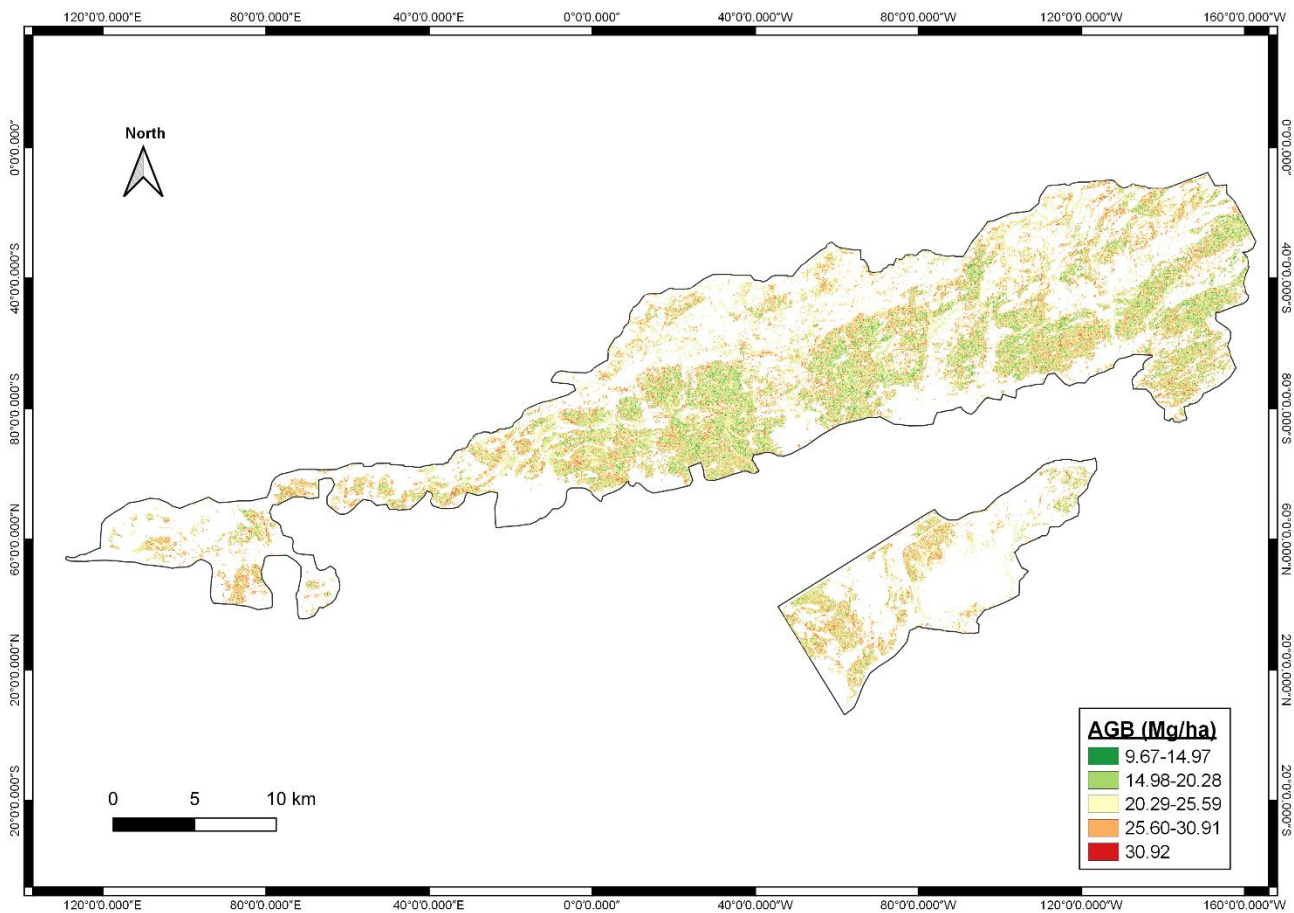 120°0'0.000"E 80°0'0.000"E 40°0'0.000"E 0°0'0.000" 40°0'0.000"W 80°0'0.000"W 120°0'0.000"W 160°0'0.000"W
North
0°0'0.000" 0°0'0.000"
40°0'0.000"S 40°0'0.000"S
80°0'0.000"S 80°0'0.000"S
60°0'0.000"N 60°0'0.000"N
20°0'0.000"N 20°0'0.000"N
20°0'0.000"S 20°0'0.000"S
0 5 10 km
AGB (Mg/ha)
9.67-14.97
14.98-20.28
20.29-25.59
25.60-30.91
30.92
120°0'0.000"E 80°0'0.000"E 40°0'0.000"E 0°0'0.000" 40°0'0.000"W 80°0'0.000"W 120°0'0.000"W 160°0'0.000"W